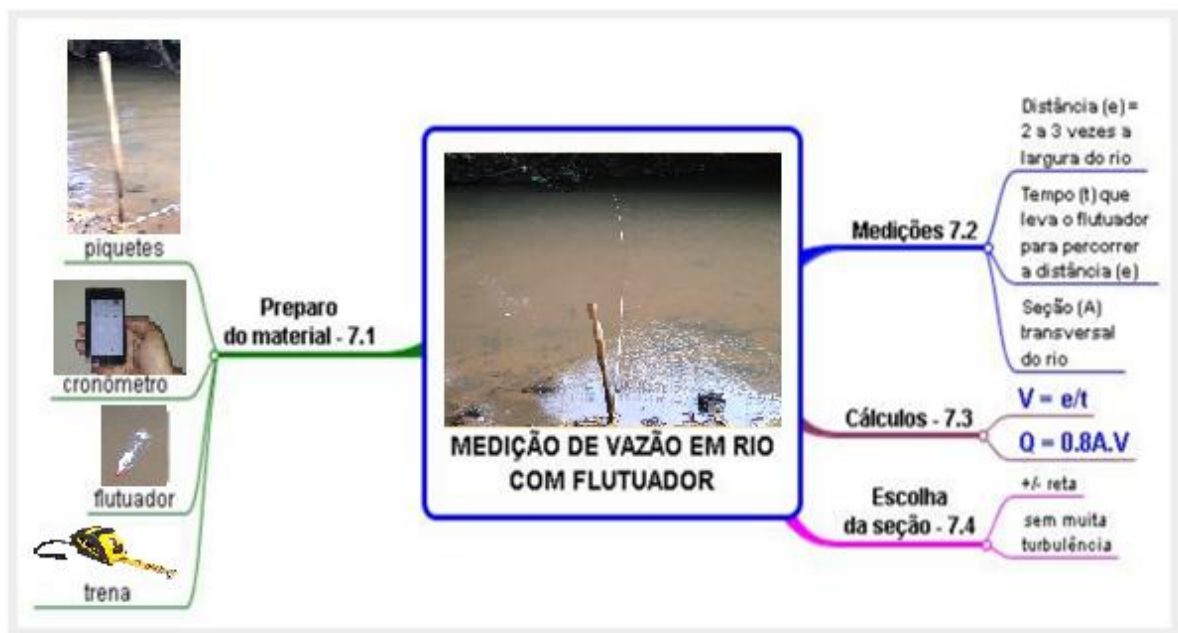 piquetes
cronômetro
flutuador
trena
Preparo
do material - 7.1
MEDIÇÃO DE VAZÃO EM RIO
COM FLUTUADOR
Medições 7.2
Distância (e) =
2 a 3 vezes a
largura do rio
Tempo (t) que
leva o flutuador
para percorrer
a distância (e)
Seção (A)
transversal
do rio
Cálculos - 7.3
V = e/t
Q = 0.8A.V
Escolha
da seção - 7.4
+/- reta
sem muita
turbulência